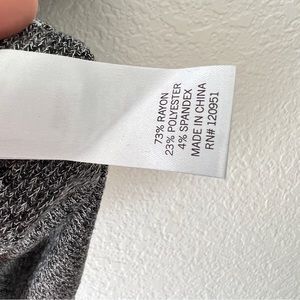 73% RAYON
23% POLYESTER
4% SPANDEX
MADE IN CHINA
RN# 120951